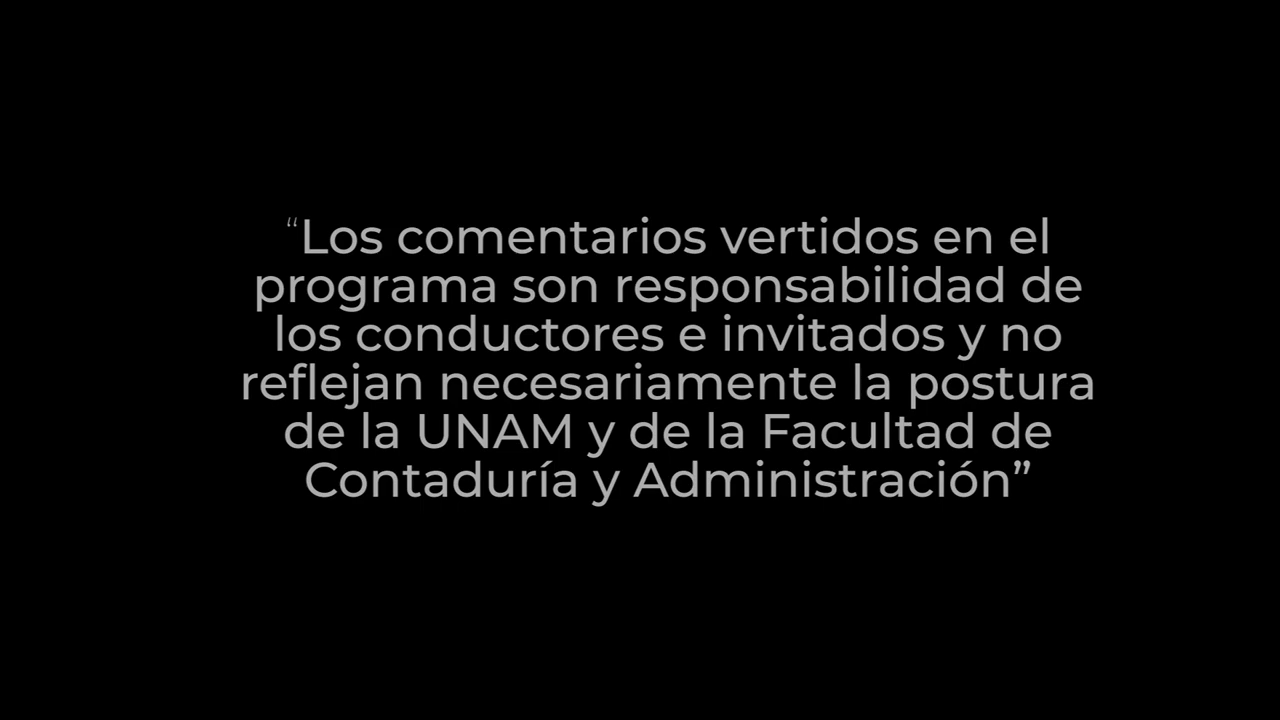 “Los comentarios vertidos en el
programa son responsabilidad de
los conductores e invitados y no
reflejan necesariamente la postura
de la UNAM y de la Facultad de
Contaduría y Administración”